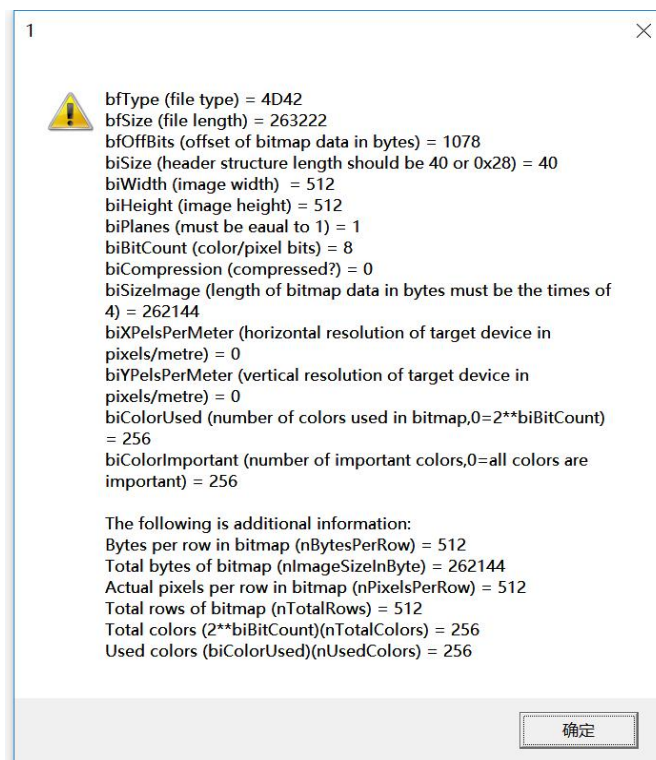 1
bfType (file type) = 4D42
bfSize (file length) = 263222
bfOffBits (offset of bitmap data in bytes) = 1078
biSize (header structure length should be 40 or 0x28) = 40
biWidth (image width)  = 512
biHeight (image height) = 512
biPlanes (must be eaual to 1) = 1
biBitCount (color/pixel bits) = 8
biCompression (compressed?) = 0
biSizeImage (length of bitmap data in bytes must be the times of
4) = 262144
biXPelsPerMeter (horizontal resolution of target device in
pixels/metre) = 0
biYPelsPerMeter (vertical resolution of target device in
pixels/metre) = 0
biColorUsed (number of colors used in bitmap,0=2**biBitCount)
= 256
biColorImportant (number of important colors,0=all colors are
important) = 256
The following is additional information:
Bytes per row in bitmap (nBytesPerRow) = 512
Total bytes of bitmap (nImageSizeInByte) = 262144
Actual pixels per row in bitmap (nPixelsPerRow) = 512
Total rows of bitmap (nTotalRows) = 512
Total colors (2**biBitCount)(nTotalColors) = 256
Used colors (biColorUsed)(nUsedColors) = 256
确定